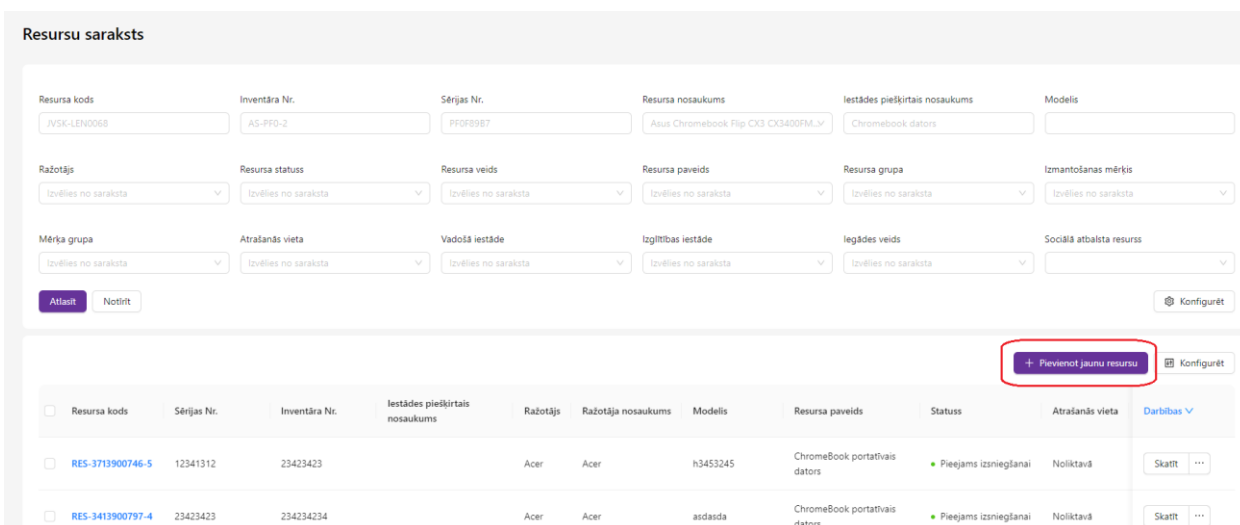 Resursu saraksts
Resursa kods Inventāra Nr. Sērijas Nr. Resursa nosaukums Iestādes piešķirtais nosaukums Modelis
JVSK-LEN0068 AS-PF0-2 PF0F89B7 Asus Chromebook Flip CX3 CX3400FM... Chromebook dators
Ražotājs Resursa statuss Resursa veids Resursa paveids Resursa grupa Izmantošanas mērķis
Izvēlies no saraksta Izvēlies no saraksta Izvēlies no saraksta Izvēlies no saraksta Izvēlies no saraksta Izvēlies no saraksta
Mērķa grupa Atrašanās vieta Vadošā iestāde Izglītības iestāde Iegādes veids Sociālā atbalsta resurss
Izvēlies no saraksta Izvēlies no saraksta Izvēlies no saraksta Izvēlies no saraksta Izvēlies no saraksta
Atlasīt Notīrīt Konfigurēt
+ Pievienot jaunu resursu Konfigurēt
Resursa kods Sērijas Nr. Inventāra Nr. Iestādes piešķirtais Ražotājs Ražotāja nosaukums Modelis Resursa paveids Statuss Atrašanās vieta Darbības
nosaukums
RES-3713900746-5 12341312 23423423 Acer Acer h3453245 ChromeBook portatīvais Pieejams izsniegšanai Noliktavā Skatīt ...
dators
RES-3413900797-4 23423423 234234234 Acer Acer asdasda ChromeBook portatīvais Pieejams izsniegšanai Noliktavā Skatīt ...
dators